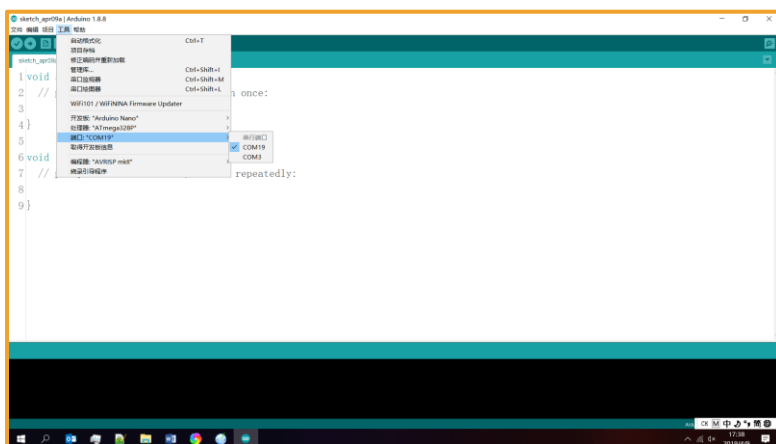 sketch_apr09a | Arduino 1.8.8
文件 编辑 项目 工具 帮助
自动格式化 Ctrl+T
项目存档
修正编码并重新加载
管理库... Ctrl+Shift+I
串口监视器 Ctrl+Shift+M
串口绘图器 Ctrl+Shift+L
WiFi101 / WiFiNINA Firmware Updater
开发板: "Arduino Nano"
处理器: "ATmega328P"
端口: "COM19"
取得开发板信息
编程器: "AVRISP mkII"
烧录引导程序
串行端口
COM19
COM3
1 void
2 // n once:
3
4 }
5
6 void
7 // repeatedly:
8
9 }
CK M 中 简
17:38